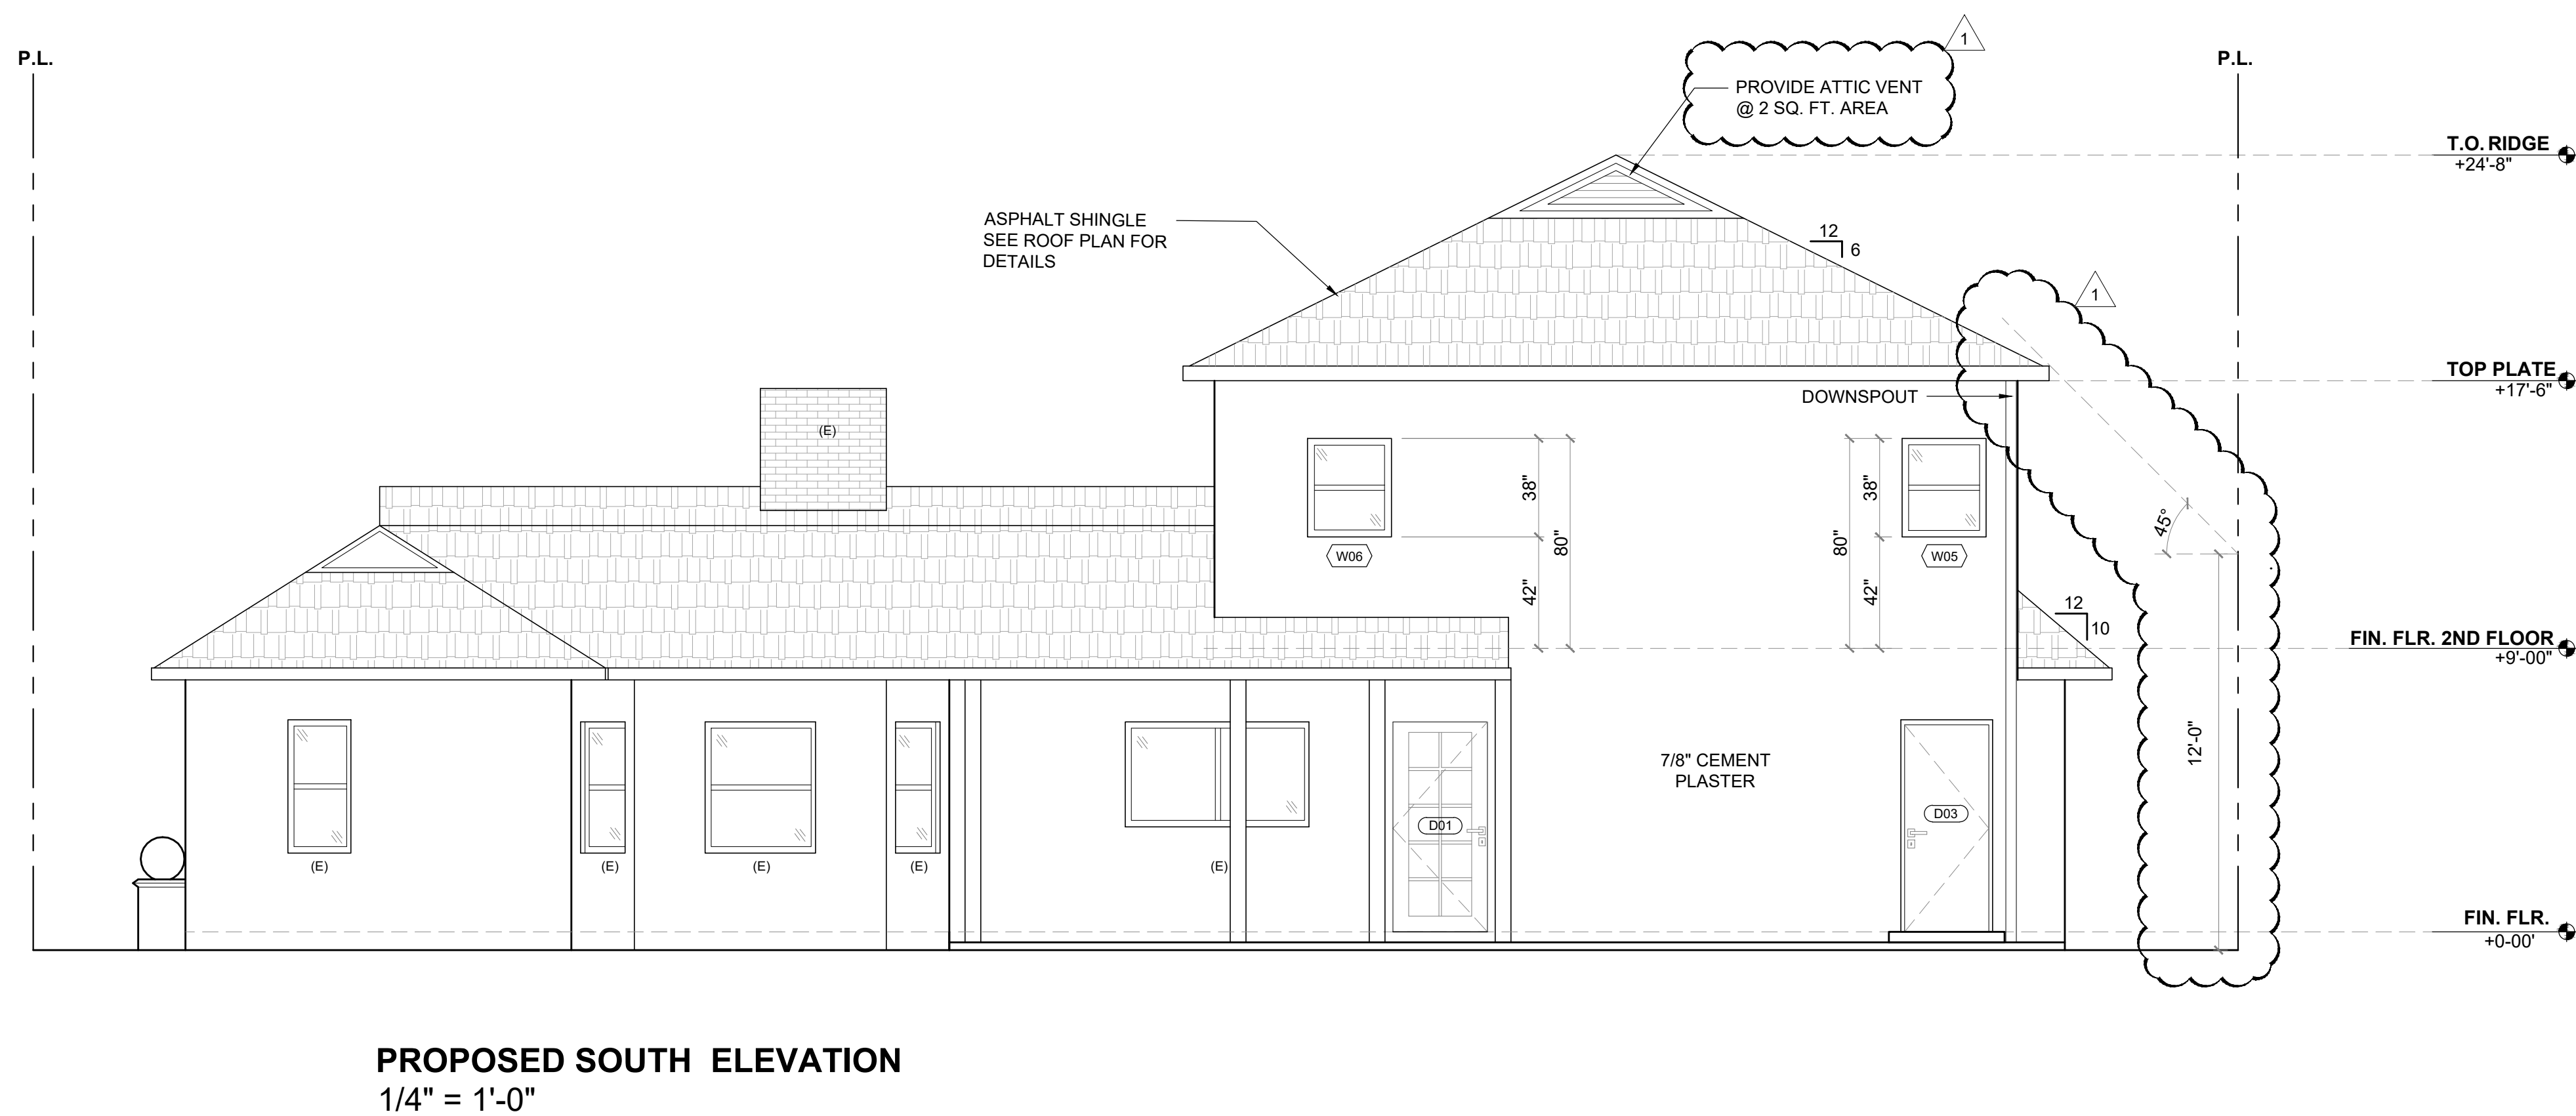 P.L.
1
P.L.
PROVIDE ATTIC VENT
@ 2 SQ. FT. AREA
T.O. RIDGE
+24'-8"
ASPHALT SHINGLE
SEE ROOF PLAN FOR
DETAILS
12
6
1
TOP PLATE
+17'-6"
DOWNSPOUT
(E)
38"
80"
42"
W06
38"
80"
42"
W05
45°
12
10
FIN. FLR. 2ND FLOOR
+9'-00"
12'-0"
7/8" CEMENT
PLASTER
D01
D03
(E)
(E)
(E)
(E)
(E)
FIN. FLR.
+0-00'
PROPOSED SOUTH ELEVATION
1/4" = 1'-0"